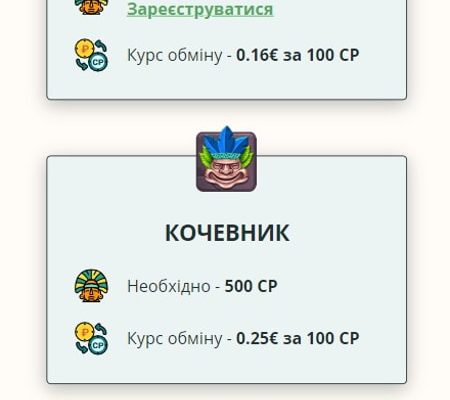 Зареєструватися
Курс обміну - 0.16€ за 100 CP
КОЧЕВНИК
Необхідно - 500 CP
Курс обміну - 0.25€ за 100 CP